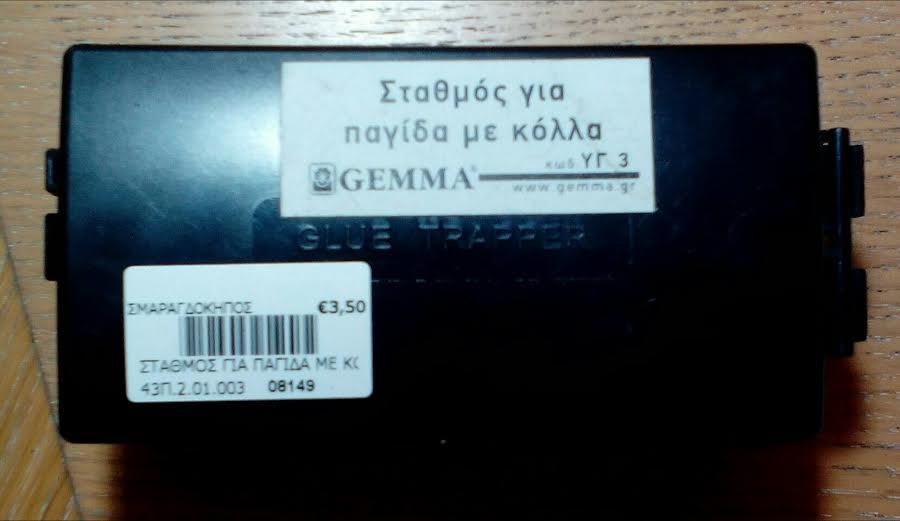 Σταθμός για
παγίδα με κόλλα
κωδ. ΥΓ 3
GEMMA®
www.gemma.gr
GLUE TRAPPER
ΣΜΑΡΑΓΔΟΚΗΠΟΣ €3,50
ΣΤΑΘΜΟΣ ΓΙΑ ΠΑΓΙΔΑ ΜΕ ΚΟ
43Π.2.01.003 08149